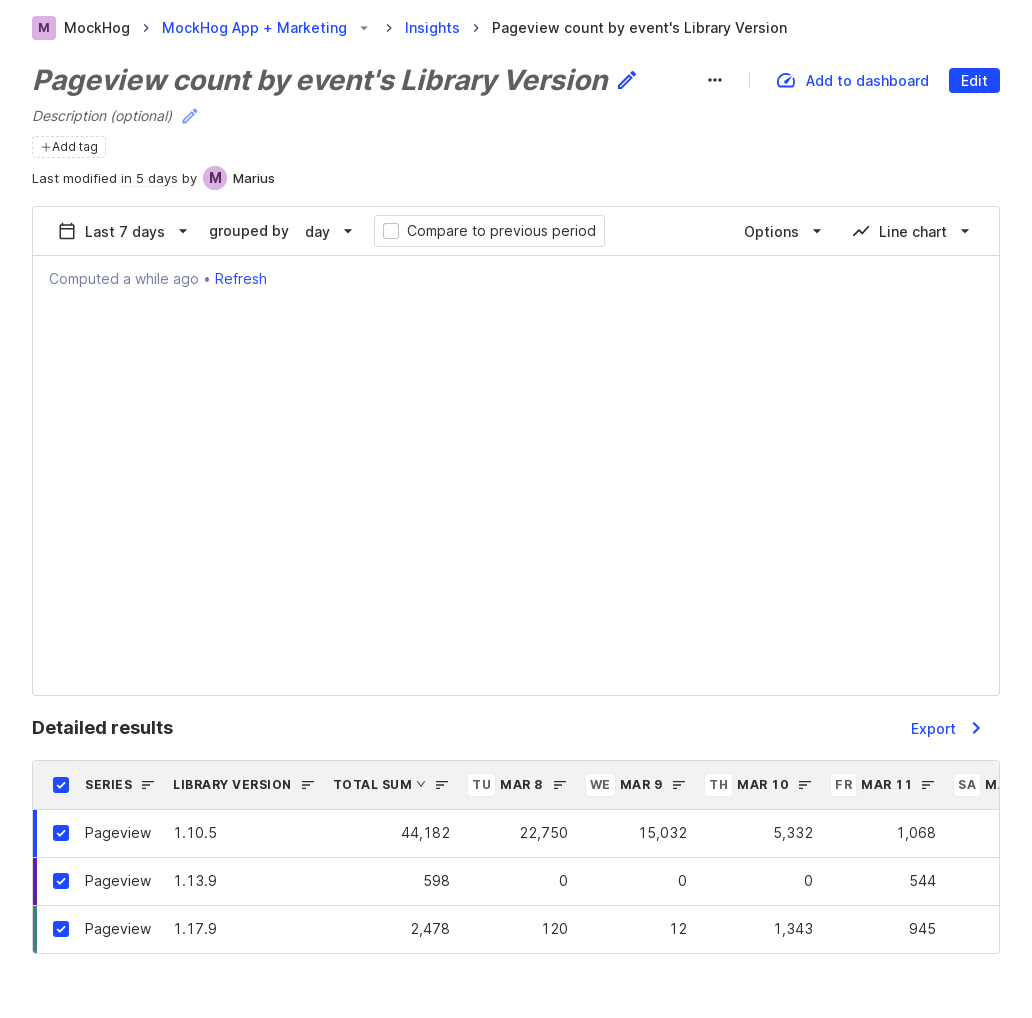 M MockHog MockHog App + Marketing Insights Pageview count by event's Library Version
Pageview count by event's Library Version ••• Add to dashboard Edit
Description (optional)
+Add tag
Last modified in 5 days by M Marius
Last 7 days grouped by day Compare to previous period Options Line chart
Computed a while ago • Refresh
Detailed results Export
SERIES LIBRARY VERSION TOTAL SUM TU MAR 8 WE MAR 9 TH MAR 10 FR MAR 11 SA
Pageview 1.10.5 44,182 22,750 15,032 5,332 1,068
Pageview 1.13.9 598 0 0 0 544
Pageview 1.17.9 2,478 120 12 1,343 945